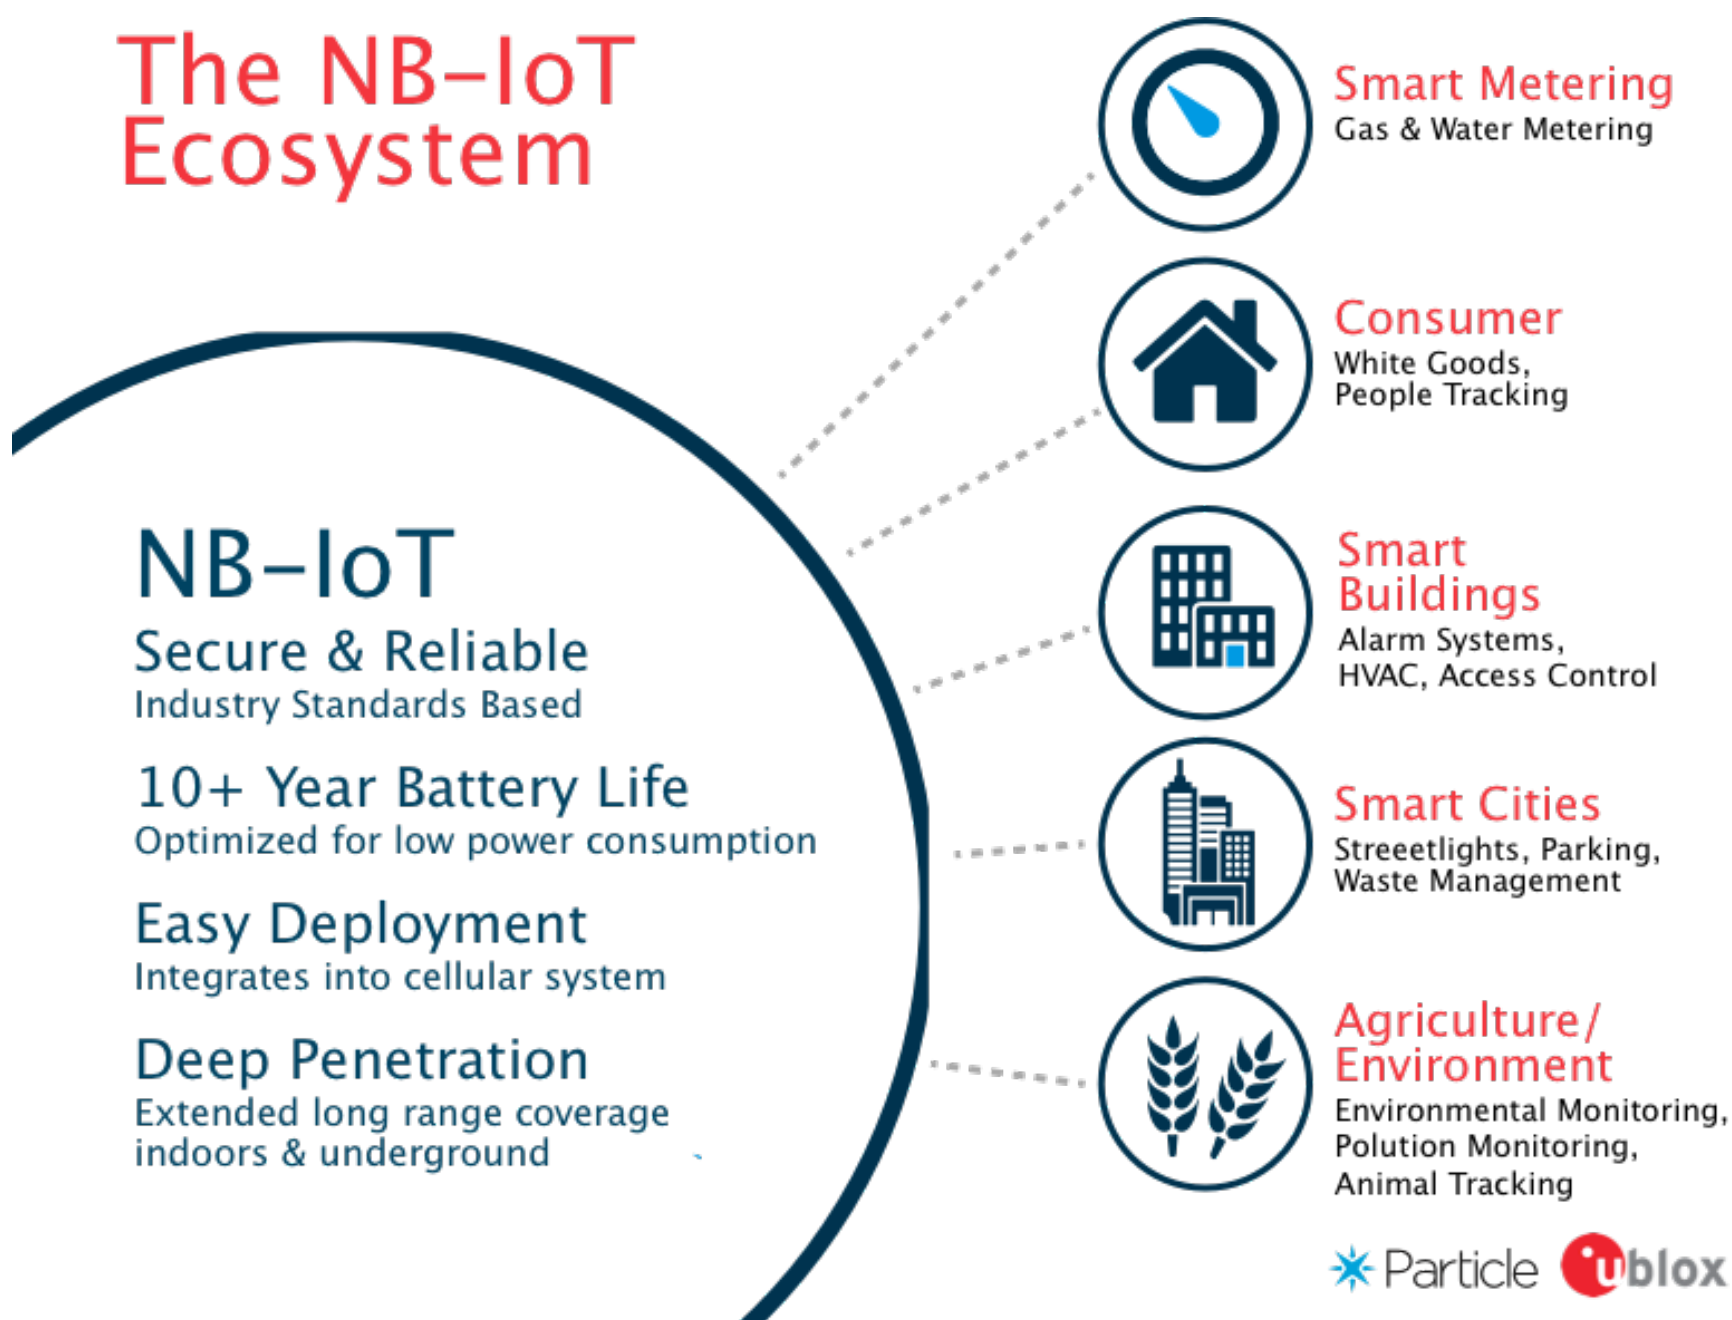 The NB-IoT
Ecosystem
NB-IoT
Secure & Reliable
Industry Standards Based
10+ Year Battery Life
Optimized for low power consumption
Easy Deployment
Integrates into cellular system
Deep Penetration
Extended long range coverage
indoors & underground
Smart Metering
Gas & Water Metering
Consumer
White Goods,
People Tracking
Smart
Buildings
Alarm Systems,
HVAC, Access Control
Smart Cities
Streeetlights, Parking,
Waste Management
Agriculture/
Environment
Environmental Monitoring,
Polution Monitoring,
Animal Tracking
Particle ublox